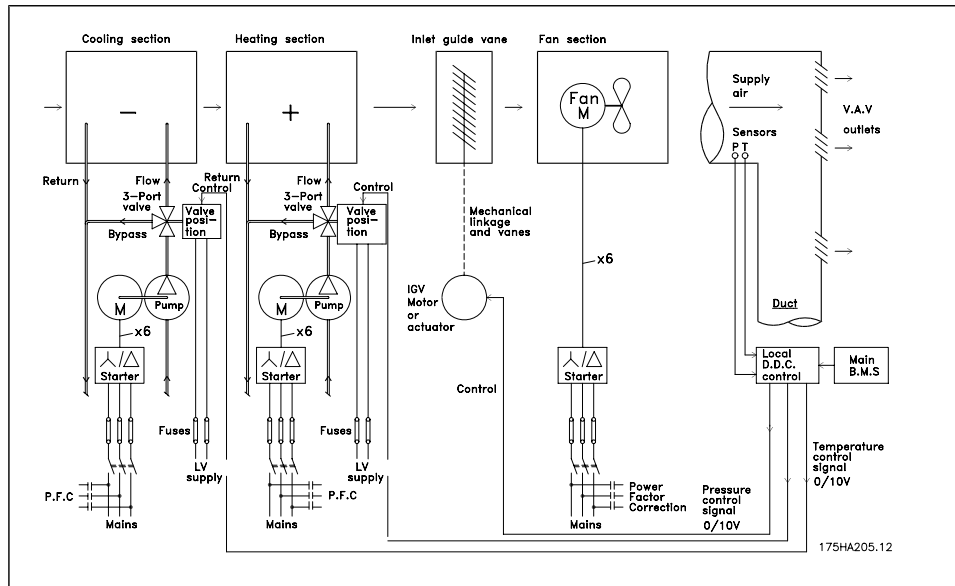 Cooling section
Heating section
Inlet guide vane
Fan section
−
+
Fan
M
Supply
air
V.A.V
outlets
Sensors
P T
Return
Flow
Return
Control
Flow
Control
3-Port
valve
Valve
posi-
tion
3-Port
valve
Valve
posi-
tion
Bypass
Bypass
Mechanical
linkage
and vanes
x6
M
Pump
M
Pump
IGV
Motor
or
actuator
Duct
x6
x6
Starter
Starter
Starter
Local
D.D.C.
control
Main
B.M.S
Control
Fuses
Fuses
LV
supply
LV
supply
Temperature
control
signal
0/10V
P.F.C
P.F.C
Power
Factor
Correction
Pressure
control
signal
0/10V
Mains
Mains
Mains
175HA205.12